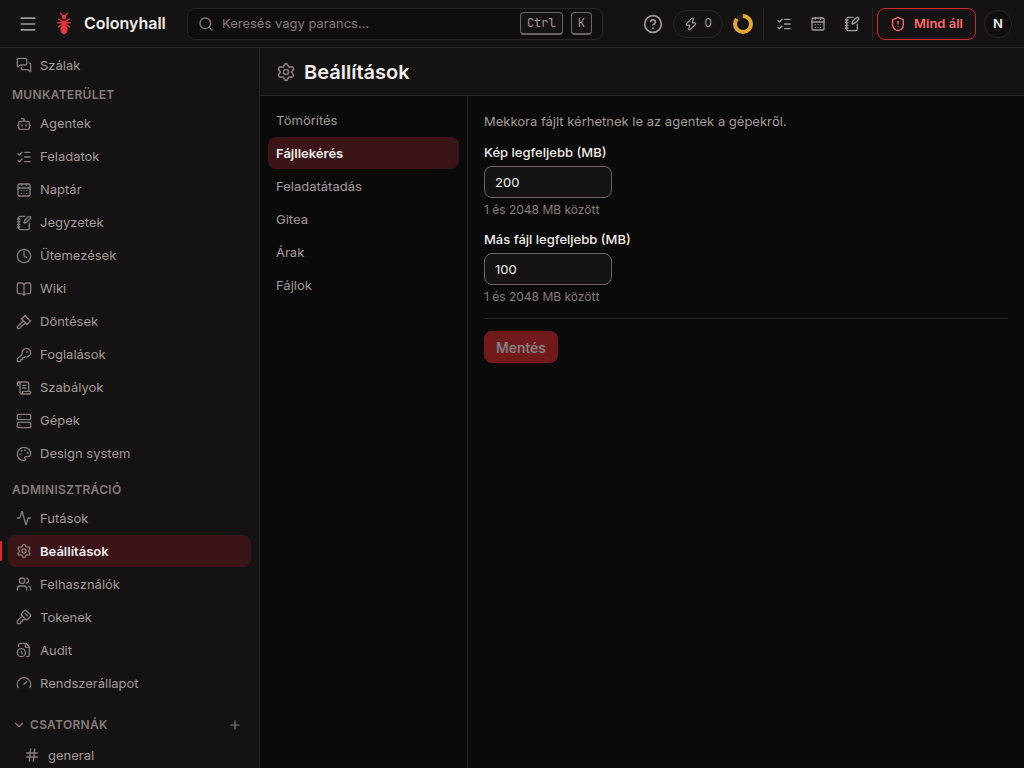 Colonyhall
Keresés vagy parancs...
Ctrl K
0
Mind áll
N
Szálak
MUNKATERÜLET
Agentek
Feladatok
Naptár
Jegyzetek
Ütemezések
Wiki
Döntések
Foglalások
Szabályok
Gépek
Design system
ADMINISZTRÁCIÓ
Futások
Beállítások
Felhasználók
Tokenek
Audit
Rendszerállapot
CSATORNÁK
general
Beállítások
Tömörítés
Fájllekérés
Feladatátadás
Gitea
Árak
Fájlok
Mekkora fájlt kérhetnek le az agentek a gépekről.
Kép legfeljebb (MB)
200
1 és 2048 MB között
Más fájl legfeljebb (MB)
100
1 és 2048 MB között
Mentés